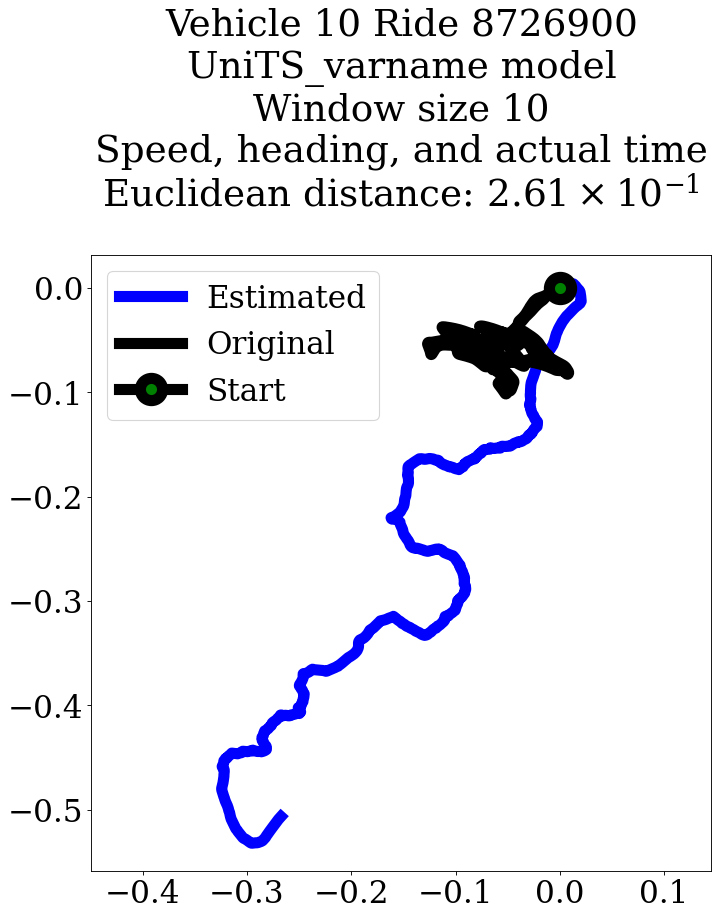 Vehicle 10 Ride 8726900
UniTS_varname model
Window size 10
Speed, heading, and actual time
Euclidean distance: 2.61 × 10⁻¹
Estimated
Original
Start
0.0
−0.1
−0.2
−0.3
−0.4
−0.5
−0.4 −0.3 −0.2 −0.1 0.0 0.1